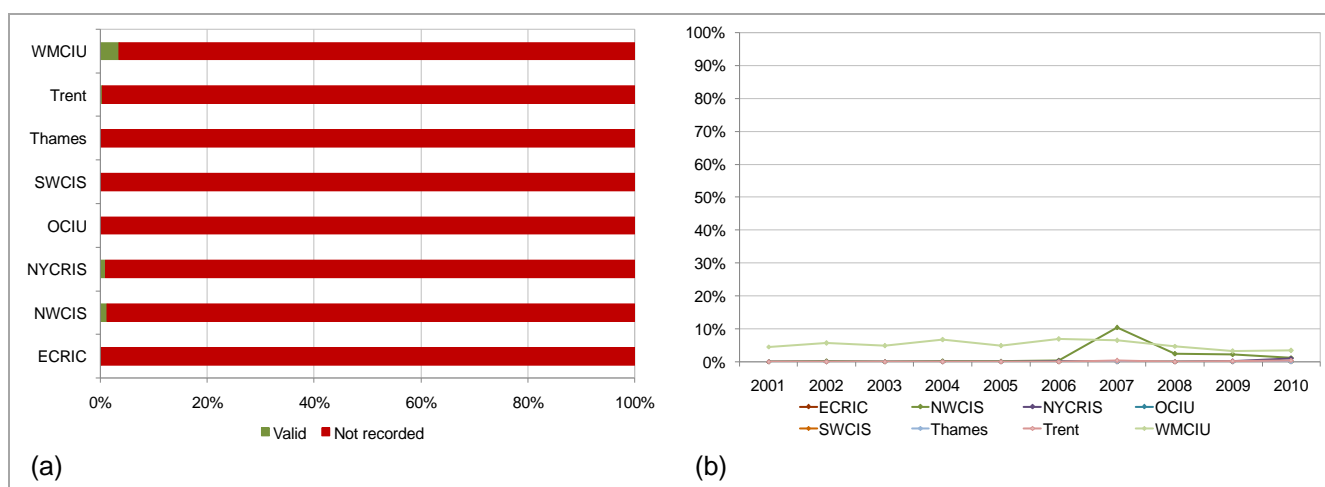 WMCIU
Trent
Thames
SWCIS
OCIU
NYCRIS
NWCIS
ECRIC
0% 20% 40% 60% 80% 100%
Valid Not recorded
(a)
100%
90%
80%
70%
60%
50%
40%
30%
20%
10%
0%
2001 2002 2003 2004 2005 2006 2007 2008 2009 2010
ECRIC NWCIS NYCRIS OCIU
SWCIS Thames Trent WMCIU
(b)